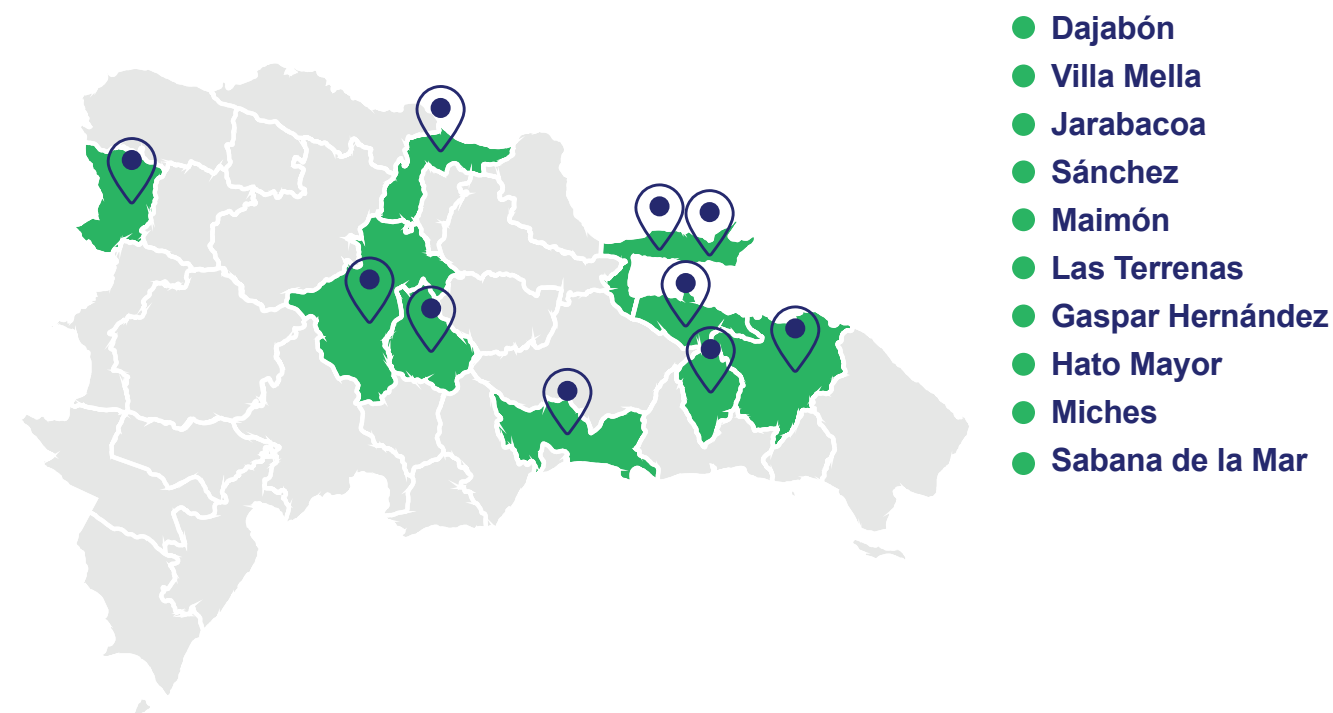 Dajabón
Villa Mella
Jarabacoa
Sánchez
Maimón
Las Terrenas
Gaspar Hernández
Hato Mayor
Miches
Sabana de la Mar